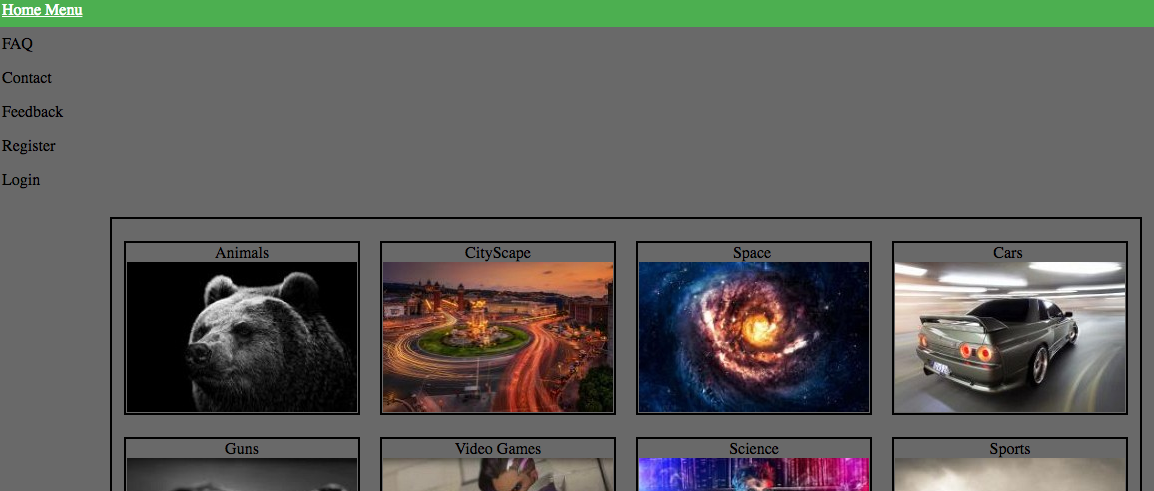 Home Menu
FAQ
Contact
Feedback
Register
Login
Animals CityScape Space Cars
Guns Video Games Science Sports